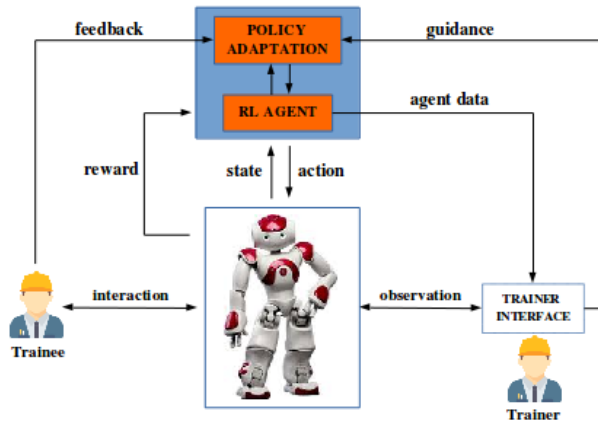 feedback
POLICY
ADAPTATION
guidance
RL AGENT
agent data
reward
state
action
interaction
observation
TRAINER
INTERFACE
Trainee
Trainer